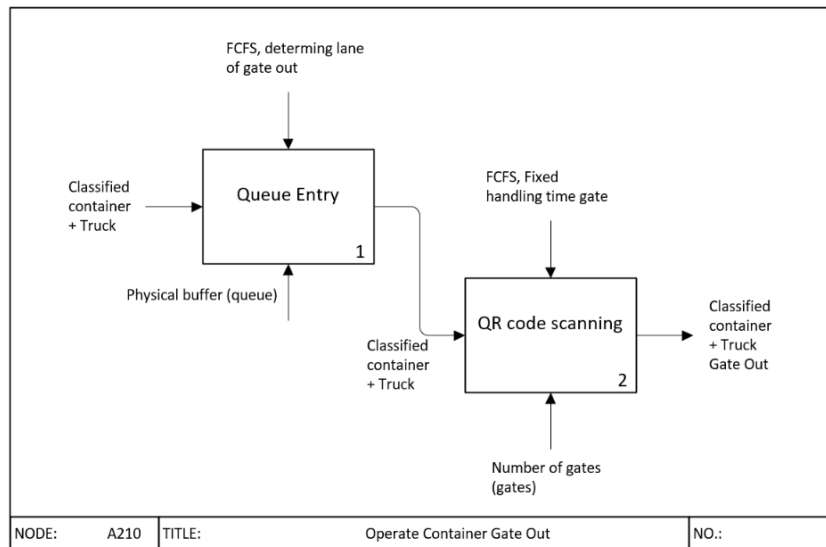 FCFS, determing lane
of gate out
Classified
container
+ Truck
Queue Entry
1
Physical buffer (queue)
FCFS, Fixed
handling time gate
Classified
container
+ Truck
QR code scanning
2
Classified
container
+ Truck
Gate Out
Number of gates
(gates)
NODE: A210 TITLE: Operate Container Gate Out NO.: